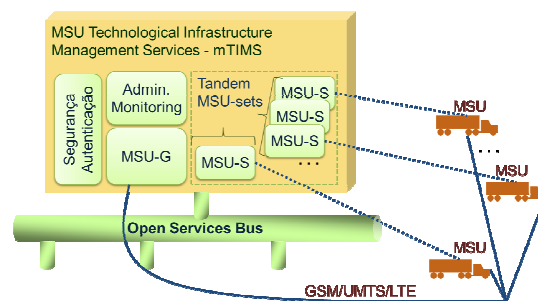 MSU Technological Infrastructure
Management Services - mTIMS
Segurança
Autenticação
Admin.
Monitoring
MSU-G
Tandem
MSU-sets
MSU-S
MSU-S
MSU-S
MSU-S
...
MSU
...
MSU
MSU
Open Services Bus
GSM/UMTS/LTE